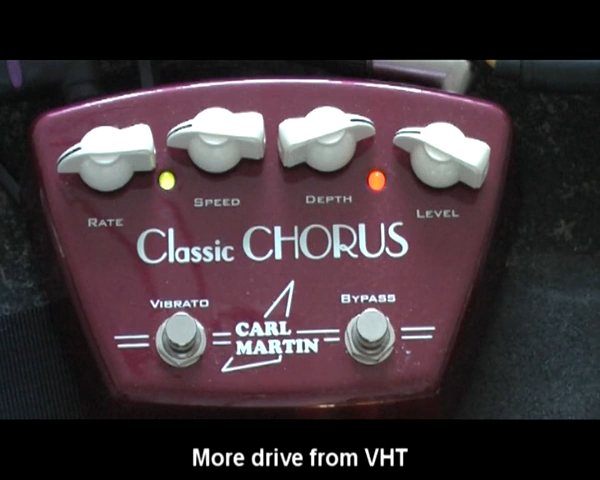 RATE SPEED DEPTH LEVEL
Classic CHORUS
VIBRATO BYPASS
CARL
MARTIN
More drive from VHT